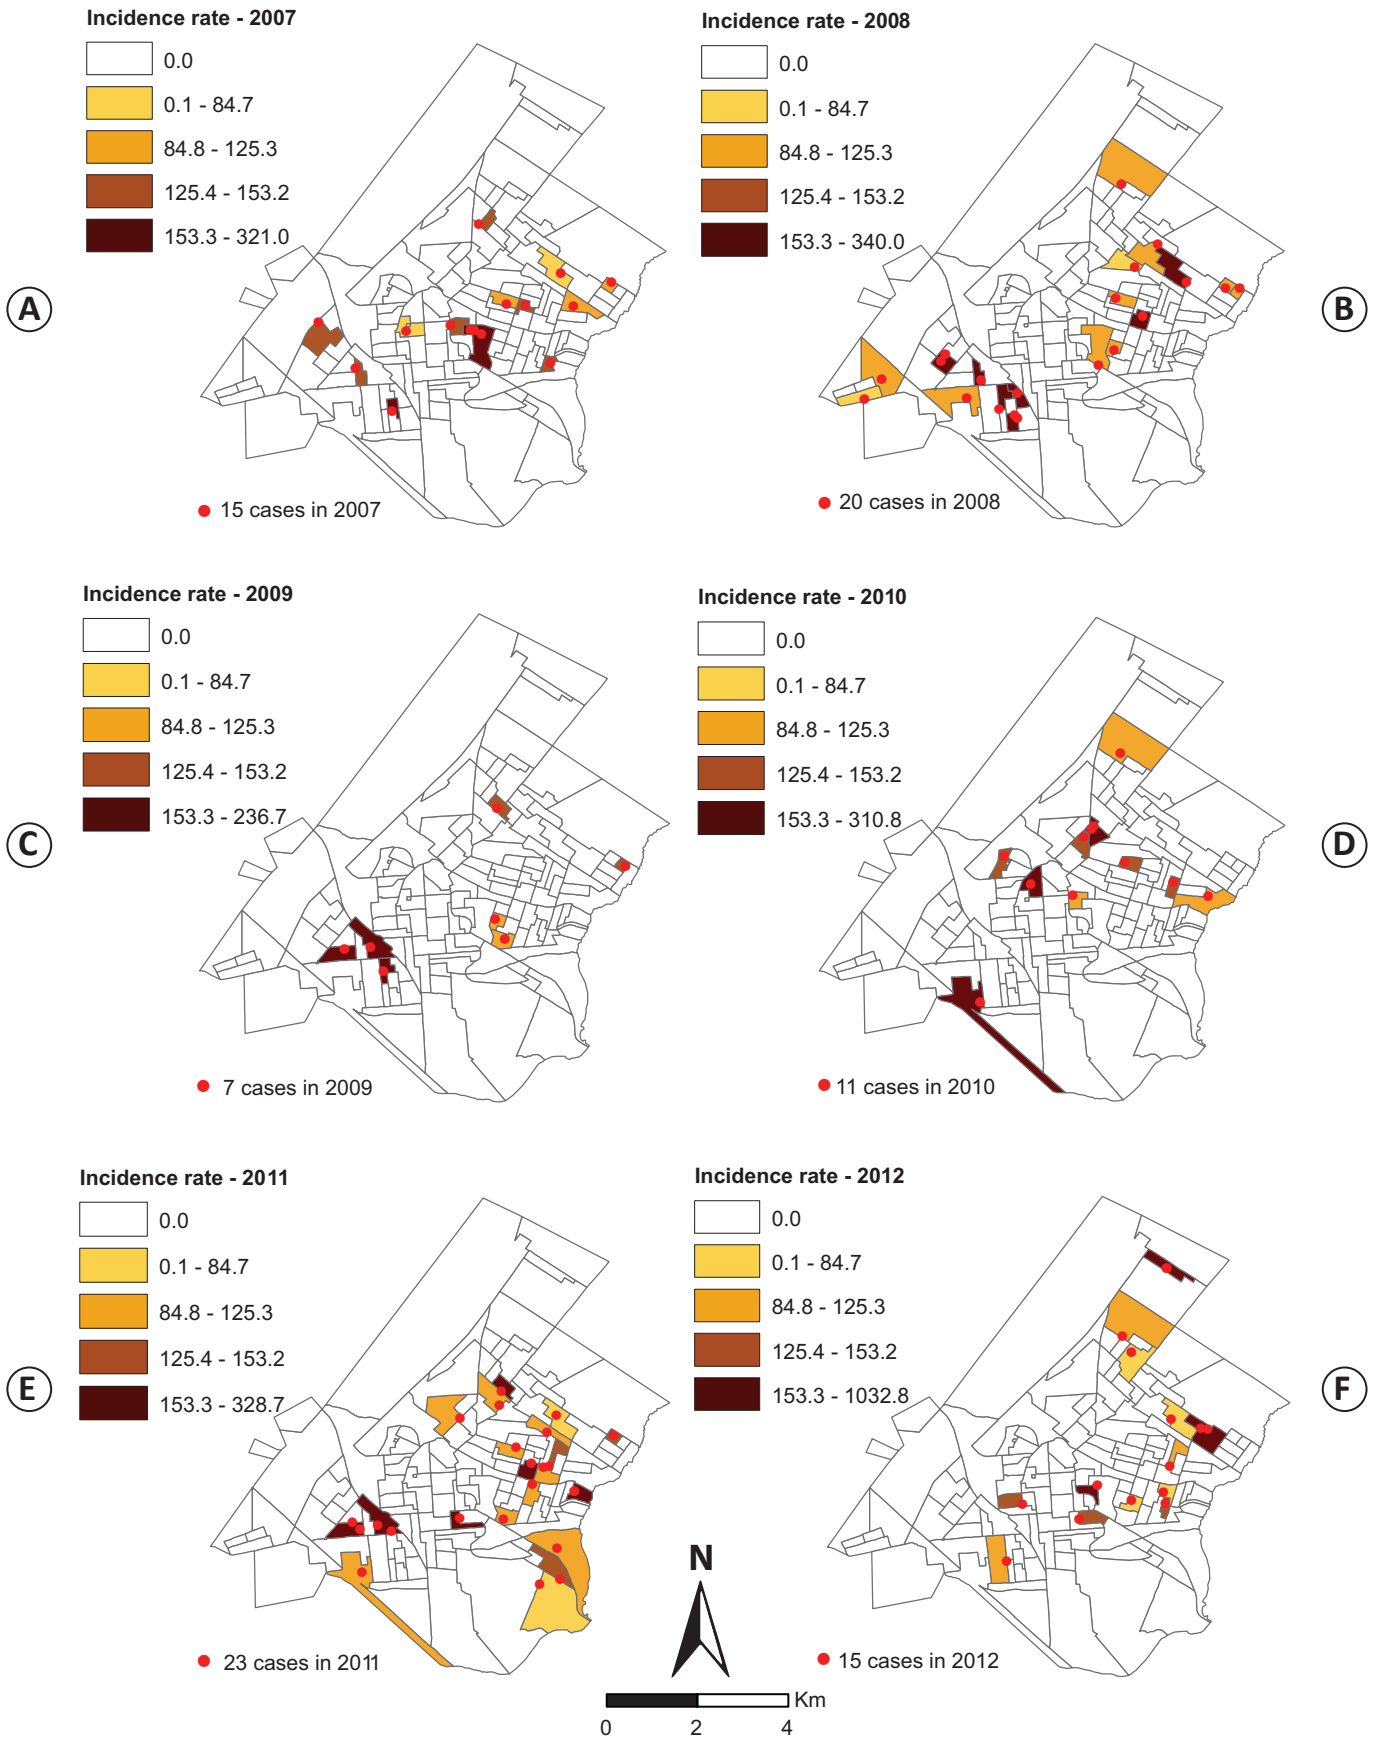 Incidence rate - 2007
0.0
0.1 - 84.7
84.8 - 125.3
125.4 - 153.2
153.3 - 321.0
A
15 cases in 2007
Incidence rate - 2008
0.0
0.1 - 84.7
84.8 - 125.3
125.4 - 153.2
153.3 - 340.0
B
20 cases in 2008
Incidence rate - 2009
0.0
0.1 - 84.7
84.8 - 125.3
125.4 - 153.2
153.3 - 236.7
C
7 cases in 2009
Incidence rate - 2010
0.0
0.1 - 84.7
84.8 - 125.3
125.4 - 153.2
153.3 - 310.8
D
11 cases in 2010
Incidence rate - 2011
0.0
0.1 - 84.7
84.8 - 125.3
125.4 - 153.2
153.3 - 328.7
E
23 cases in 2011
Incidence rate - 2012
0.0
0.1 - 84.7
84.8 - 125.3
125.4 - 153.2
153.3 - 1032.8
F
15 cases in 2012
N
Km
0 2 4